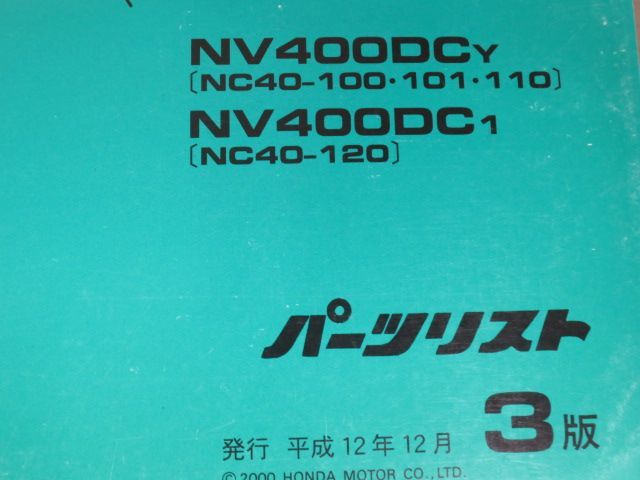 NV400DCY
〔NC40-100・101・110〕
NV400DC1
〔NC40-120〕
パーツリスト
発行 平成12年12月 3版
©2000 HONDA MOTOR CO.,LTD.